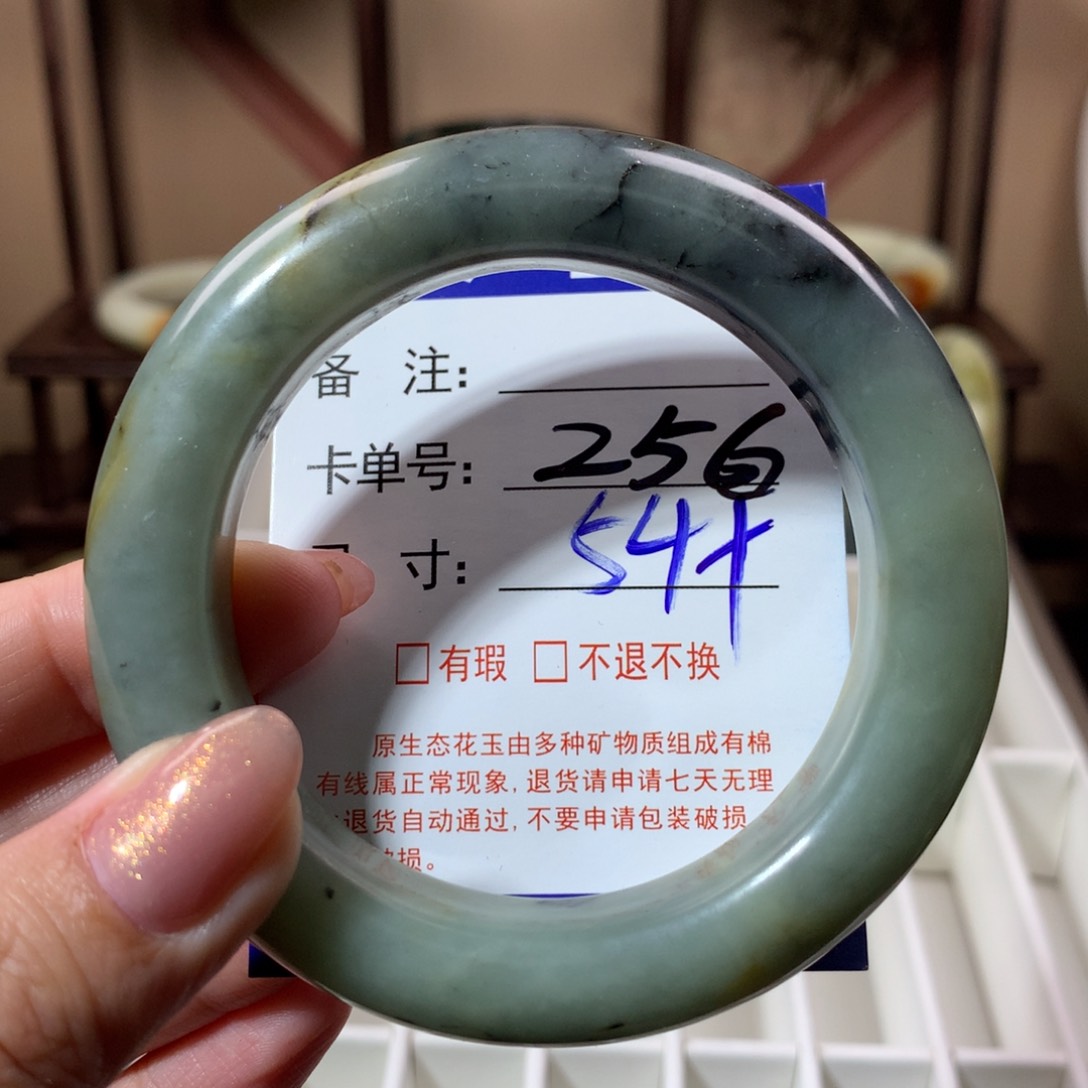 备 注:
卡单号: 256
寸: 54+
□有瑕 □不退不换
原生态花玉由多种矿物质组成有棉
有线属正常现象,退货请申请七天无理
退货自动通过,不要申请包装破损
损。